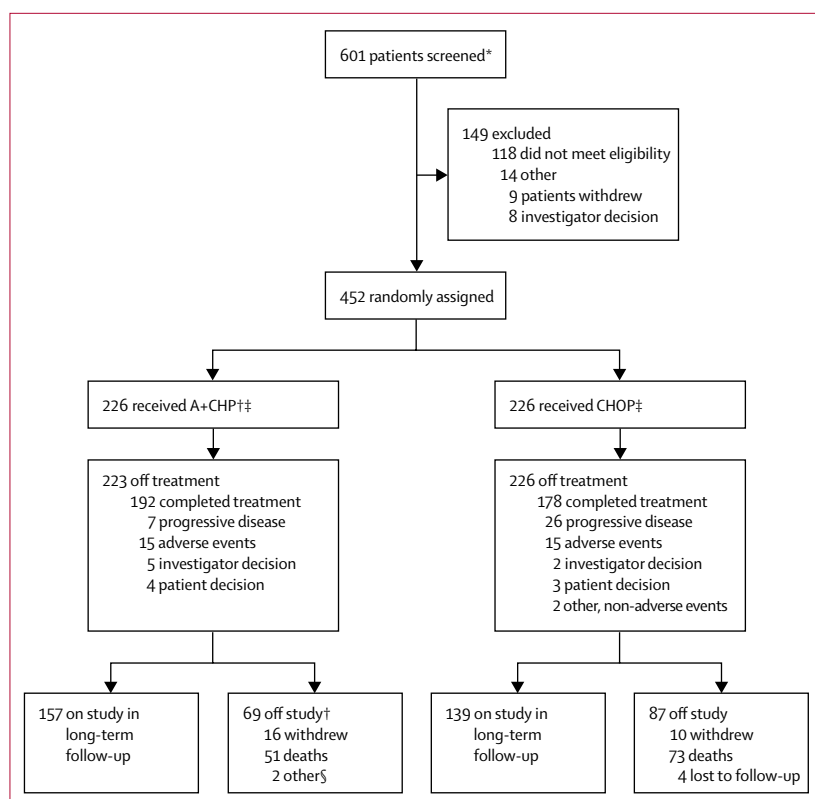 601 patients screened*
149 excluded
118 did not meet eligibility
14 other
9 patients withdrew
8 investigator decision
452 randomly assigned
226 received A+CHP†‡
226 received CHOP‡
223 off treatment
192 completed treatment
7 progressive disease
15 adverse events
5 investigator decision
4 patient decision
226 off treatment
178 completed treatment
26 progressive disease
15 adverse events
2 investigator decision
3 patient decision
2 other, non-adverse events
157 on study in
long-term
follow-up
69 off study†
16 withdrew
51 deaths
2 other§
139 on study in
long-term
follow-up
87 off study
10 withdrew
73 deaths
4 lost to follow-up